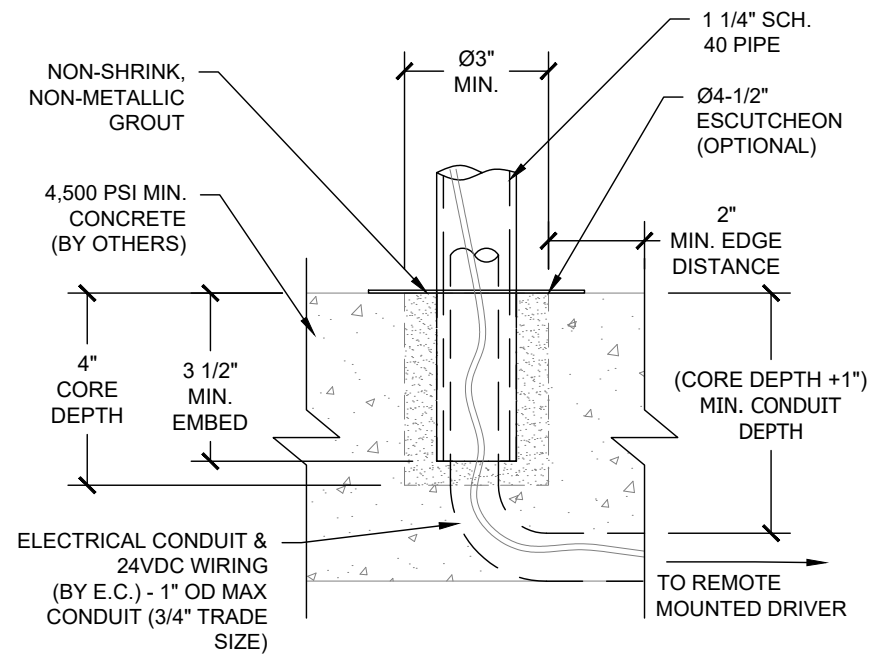 1 1/4" SCH.
40 PIPE
Ø3"
MIN.
NON-SHRINK,
NON-METALLIC
GROUT
Ø4-1/2"
ESCUTCHEON
(OPTIONAL)
4,500 PSI MIN.
CONCRETE
(BY OTHERS)
2"
MIN. EDGE
DISTANCE
4"
CORE
DEPTH
3 1/2"
MIN.
EMBED
(CORE DEPTH +1")
MIN. CONDUIT
DEPTH
ELECTRICAL CONDUIT &
24VDC WIRING
(BY E.C.) - 1" OD MAX
CONDUIT (3/4" TRADE
SIZE)
TO REMOTE
MOUNTED DRIVER